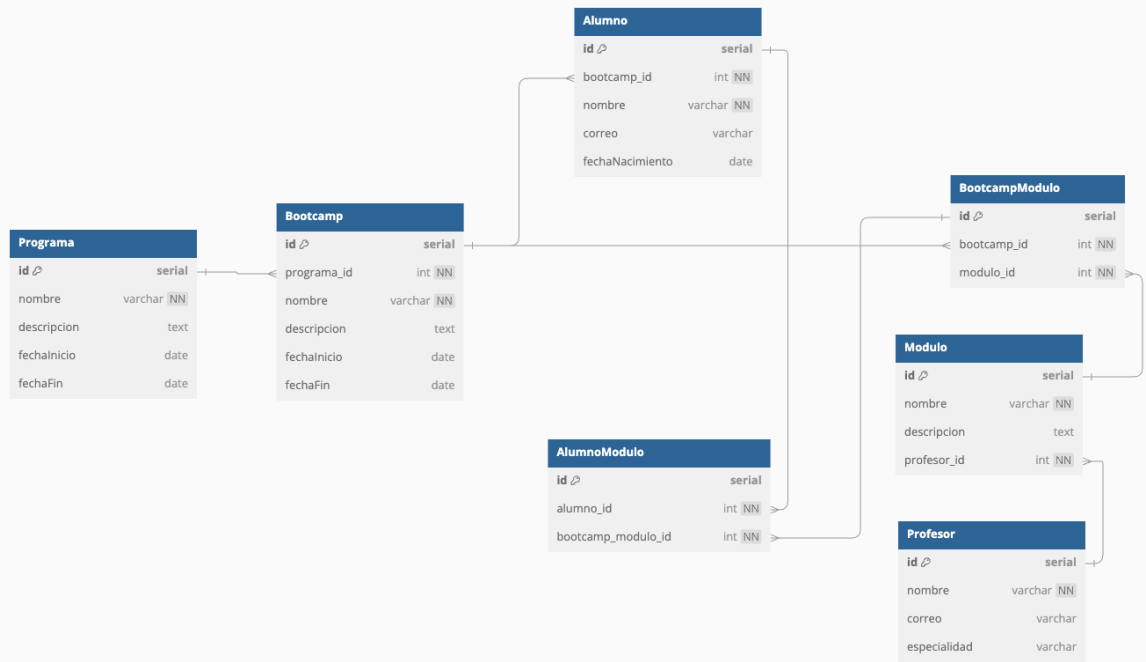 Alumno
id serial
bootcamp_id int NN
nombre varchar NN
correo varchar
fechaNacimiento date
BootcampModulo
id serial
bootcamp_id int NN
modulo_id int NN
Bootcamp
id serial
programa_id int NN
nombre varchar NN
descripcion text
fechaInicio date
fechaFin date
Programa
id serial
nombre varchar NN
descripcion text
fechaInicio date
fechaFin date
Modulo
id serial
nombre varchar NN
descripcion text
profesor_id int NN
AlumnoModulo
id serial
alumno_id int NN
bootcamp_modulo_id int NN
Profesor
id serial
nombre varchar NN
correo varchar
especialidad varchar